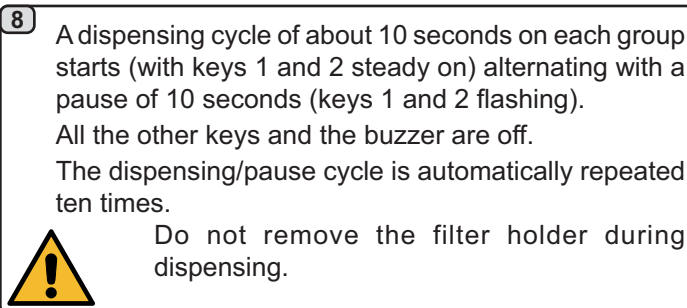 8
A dispensing cycle of about 10 seconds on each group
starts (with keys 1 and 2 steady on) alternating with a
pause of 10 seconds (keys 1 and 2 flashing).
All the other keys and the buzzer are off.
The dispensing/pause cycle is automatically repeated
ten times.
Do not remove the filter holder during
dispensing.